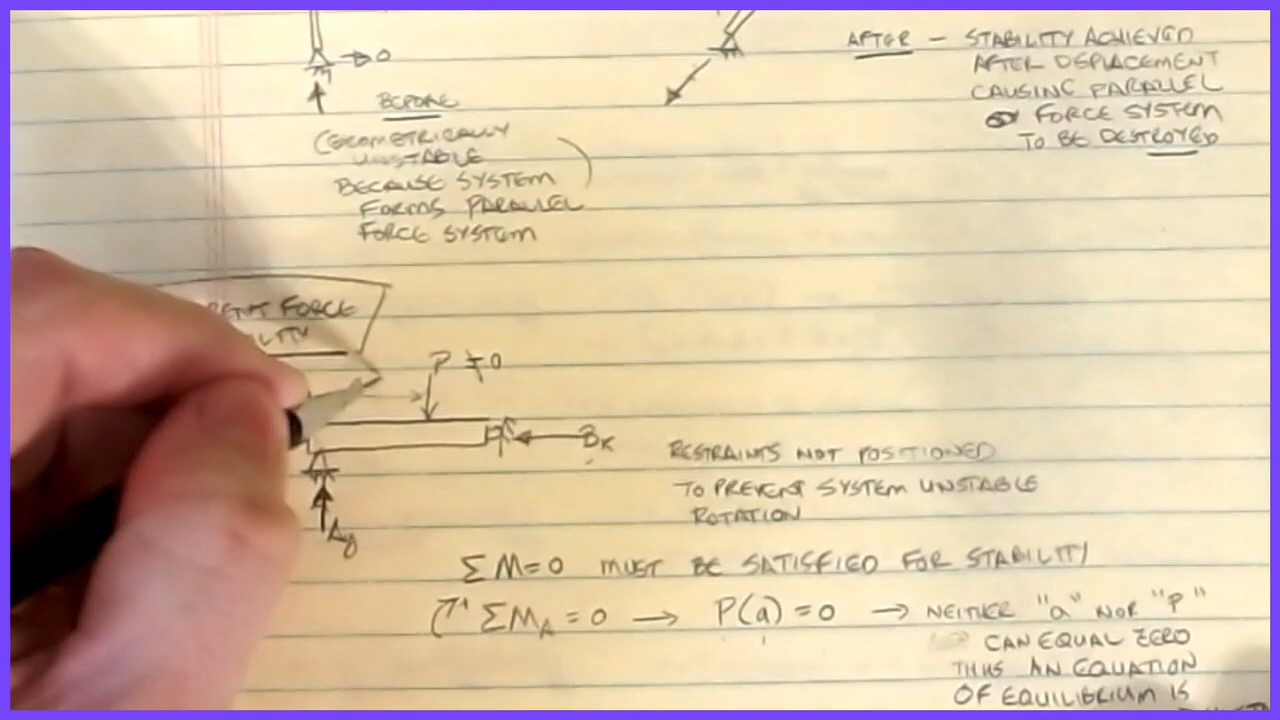 O
BEFORE
(GEOMETRICALLY
UNSTABLE
BECAUSE SYSTEM
FORMS PARALLEL
FORCE SYSTEM
AFTER — STABILITY ACHIEVED
AFTER DISPLACEMENT
CAUSING PARALLEL
FORCE SYSTEM
TO BE DESTROYED
FORCE
P ≠ 0
Bx
Ay
RESTRAINTS NOT POSITIONED
TO PREVENT SYSTEM UNSTABLE
ROTATION
ΣM=0 MUST BE SATISFIED FOR STABILITY
ΣM_A = 0 → P(a) = 0 → NEITHER "a" NOR "P"
CAN EQUAL ZERO
THUS AN EQUATION
OF EQUILIBRIUM IS